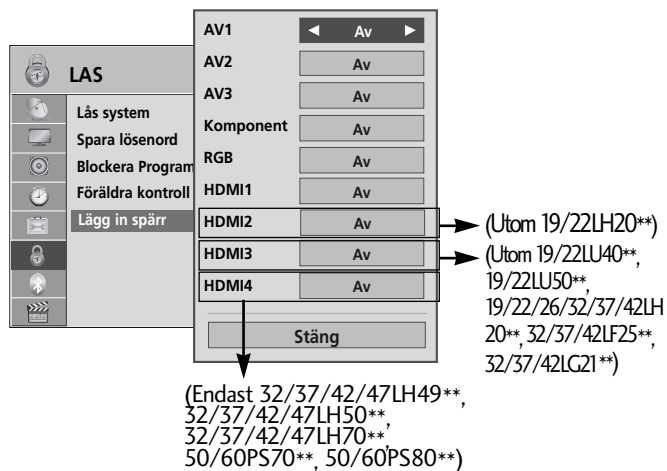 LAS
Lås system
Spara lösenord
Blockera Program
Föräldra kontroll
Lägg in spärr
AV1 ◄ Av ►
AV2 Av
AV3 Av
Komponent Av
RGB Av
HDMI1 Av
HDMI2 Av
HDMI3 Av
HDMI4 Av
Stäng
(Utom 19/22LH20**)
(Utom 19/22LU40**,
19/22LU50**,
19/22/26/32/37/42LH
20**, 32/37/42LF25**,
32/37/42LG21**)
(Endast 32/37/42/47LH49**,
32/37/42/47LH50**,
32/37/42/47LH70**,
50/60PS70**, 50/60PS80**)